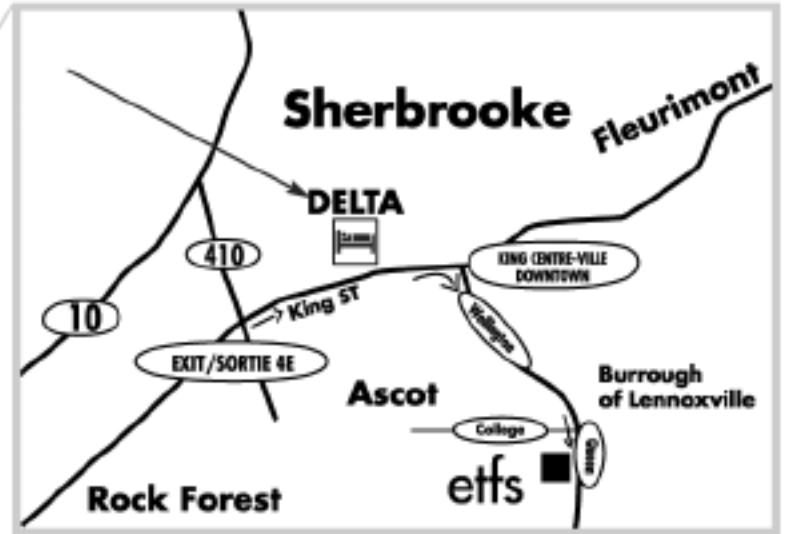 Sherbrooke
Fleurimont
DELTA
410
KING CENTRE-VILLE
DOWNTOWN
10
King ST
Wellington
EXIT/SORTIE 4E
Ascot
Burrough
of Lennoxville
College
Queen
etfs
Rock Forest